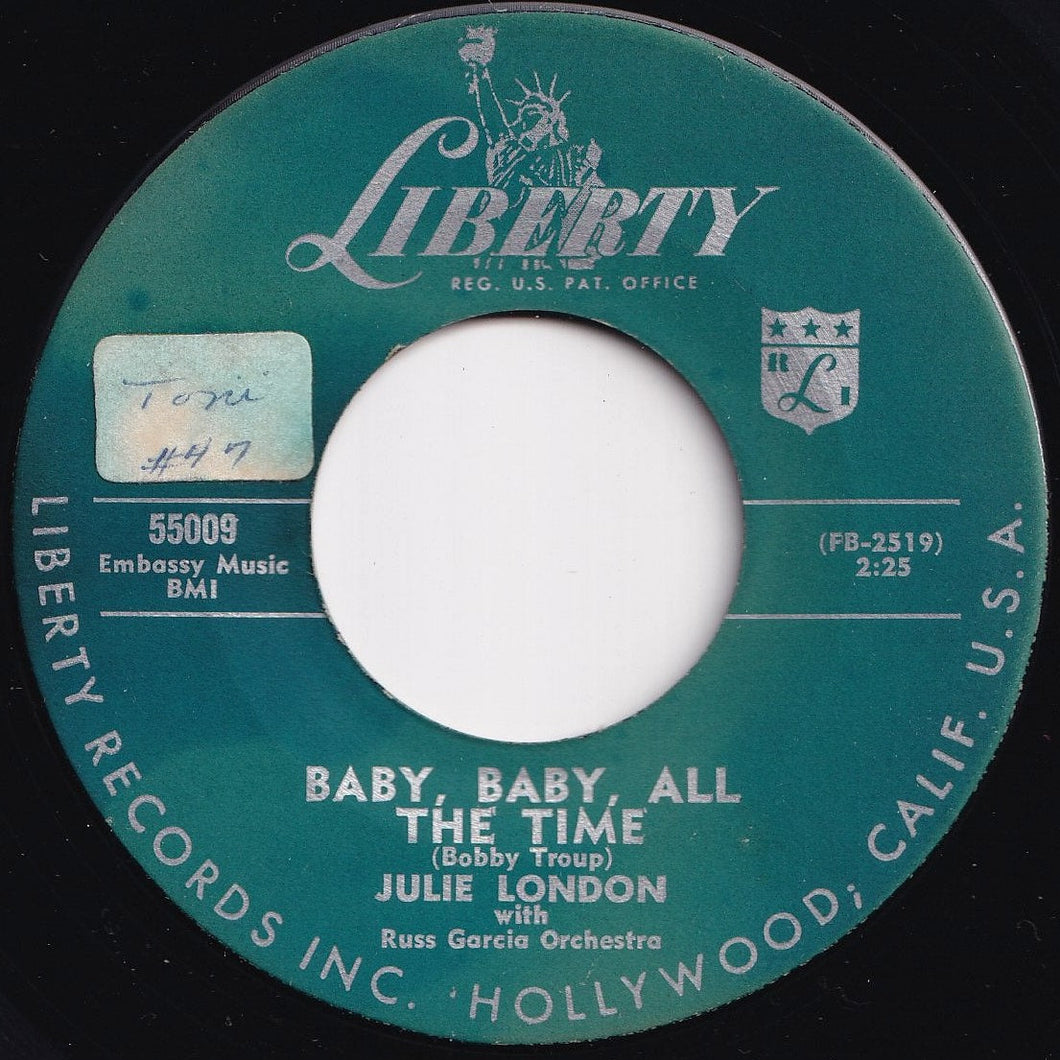 LIBERTY
REG. U.S. PAT. OFFICE
R L I
Toni
#47
55009
Embassy Music
BMI
(FB-2519)
2:25
BABY, BABY, ALL
THE TIME
(Bobby Troup)
JULIE LONDON
with
Russ Garcia Orchestra
LIBERTY RECORDS INC. HOLLYWOOD, CALIF. U.S.A.